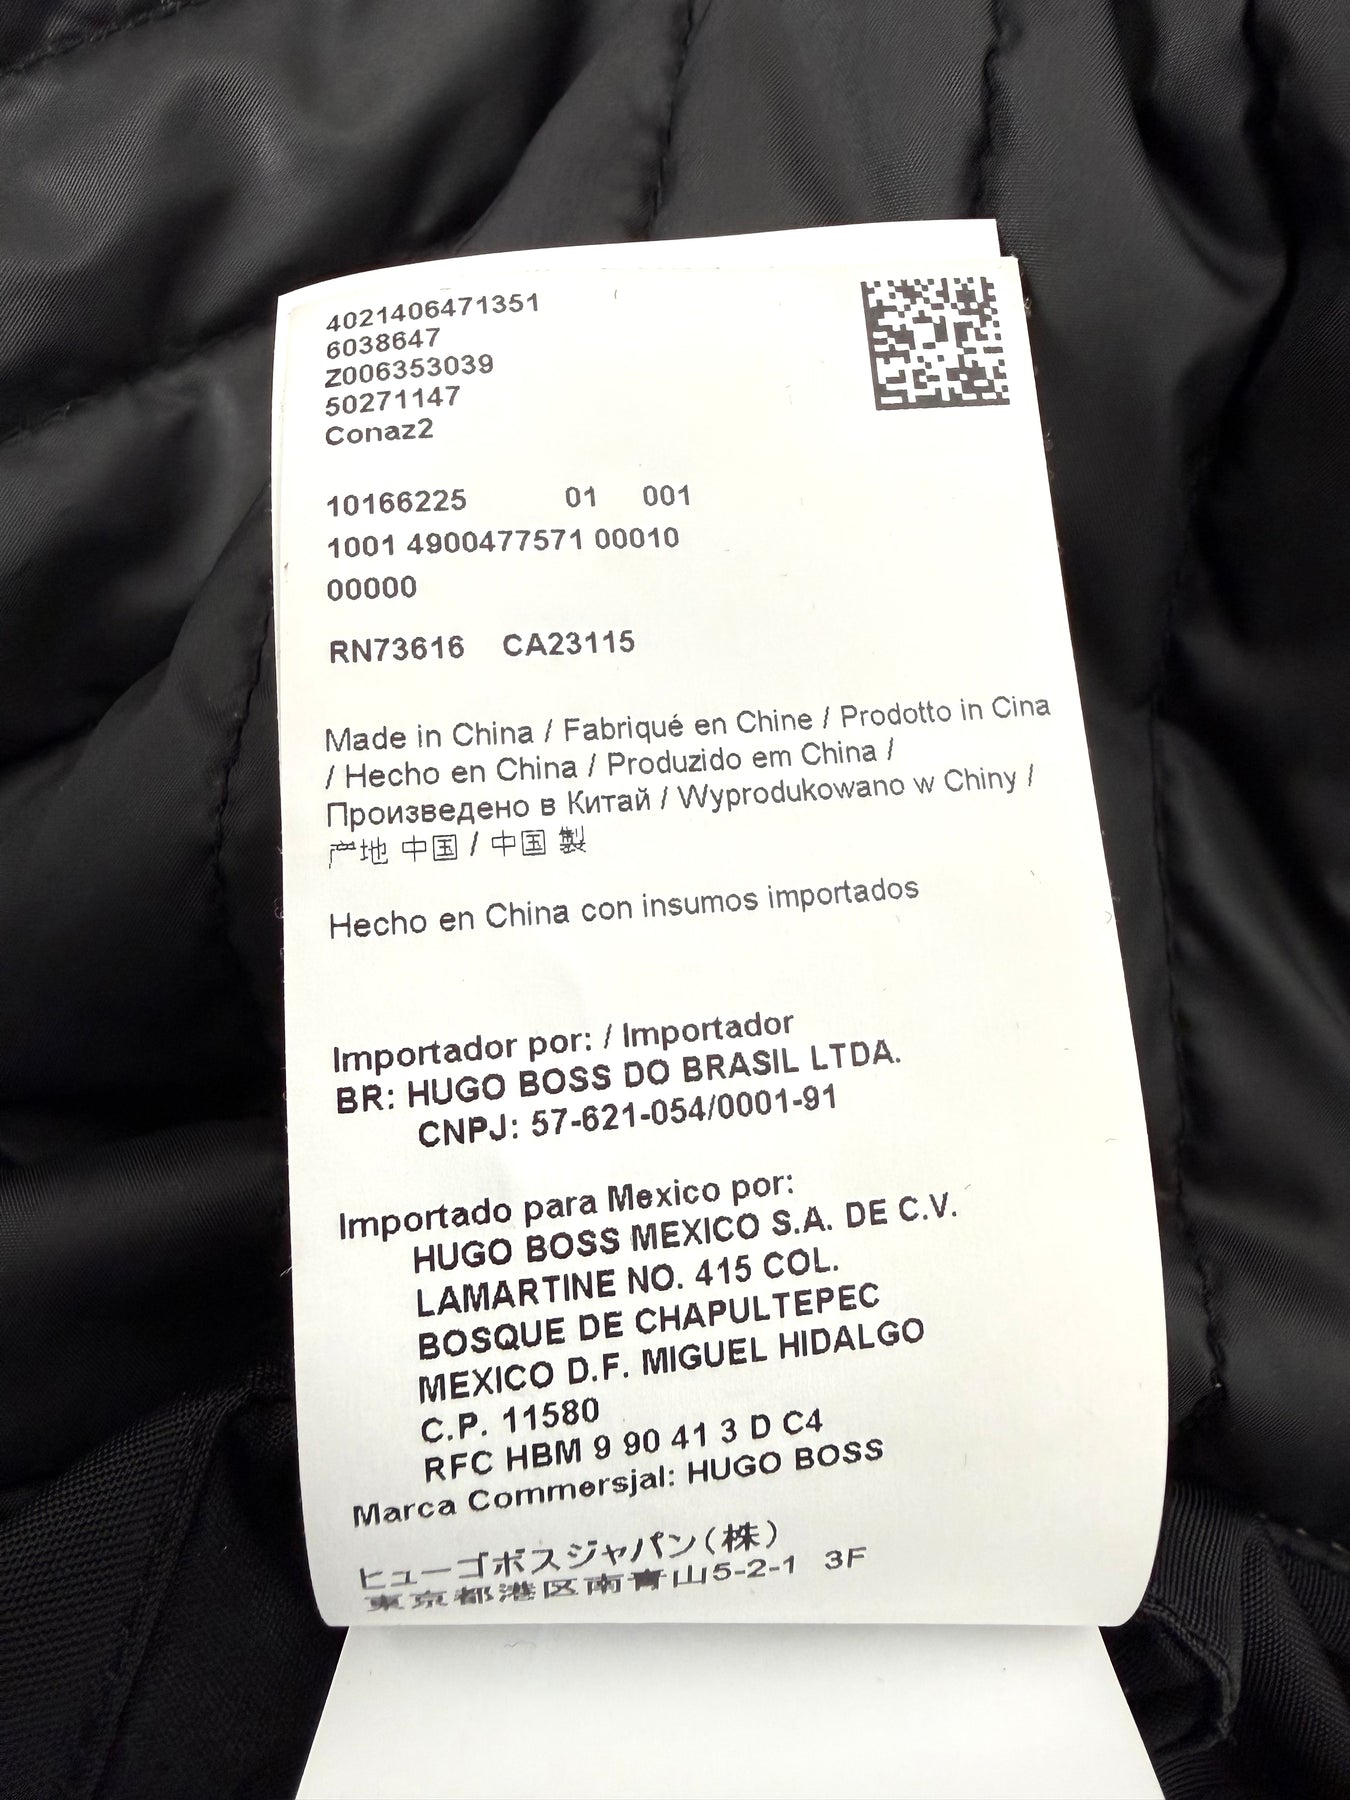 4021406471351
6038647
Z006353039
50271147
Conaz2
10166225 01 001
1001 4900477571 00010
00000
RN73616 CA23115
Made in China / Fabriqué en Chine / Prodotto in Cina
/ Hecho en China / Produzido em China /
Произведено в Китай / Wyprodukowano w Chiny /
产地 中国 / 中国 製
Hecho en China con insumos importados
Importador por: / Importador
BR: HUGO BOSS DO BRASIL LTDA.
CNPJ: 57-621-054/0001-91
Importado para Mexico por:
HUGO BOSS MEXICO S.A. DE C.V.
LAMARTINE NO. 415 COL.
BOSQUE DE CHAPULTEPEC
MEXICO D.F. MIGUEL HIDALGO
C.P. 11580
RFC HBM 9 90 41 3 D C4
Marca Commersjal: HUGO BOSS
ヒューゴボスジャパン(株)
東京都港区南青山5-2-1 3F